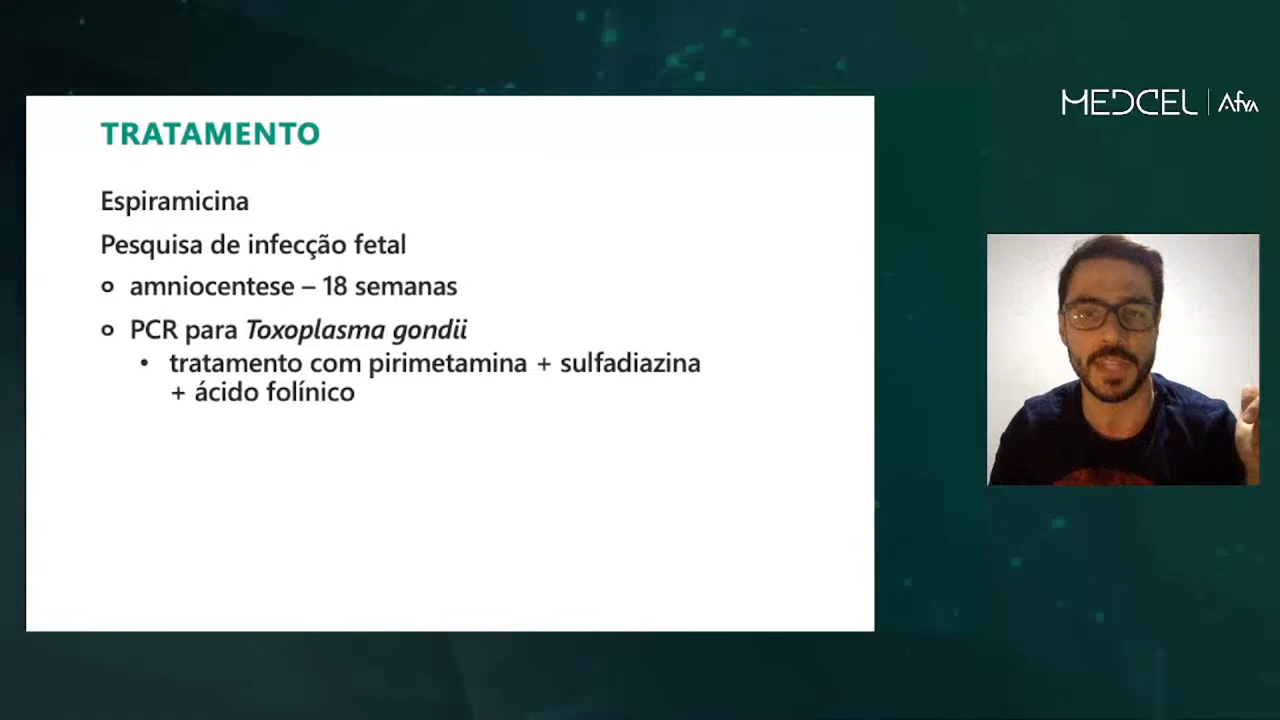 MEDCEL | Afya
TRATAMENTO
Espiramicina
Pesquisa de infecção fetal
o amniocentese – 18 semanas
o PCR para Toxoplasma gondii
• tratamento com pirimetamina + sulfadiazina
+ ácido folínico